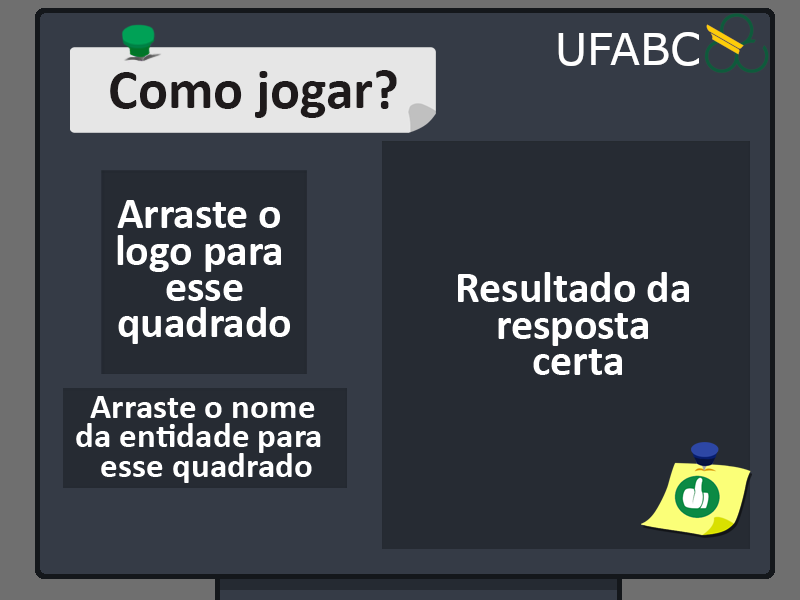 UFABC
Como jogar?
Arraste o
logo para
esse
quadrado
Arraste o nome
da entidade para
esse quadrado
Resultado da
resposta
certa